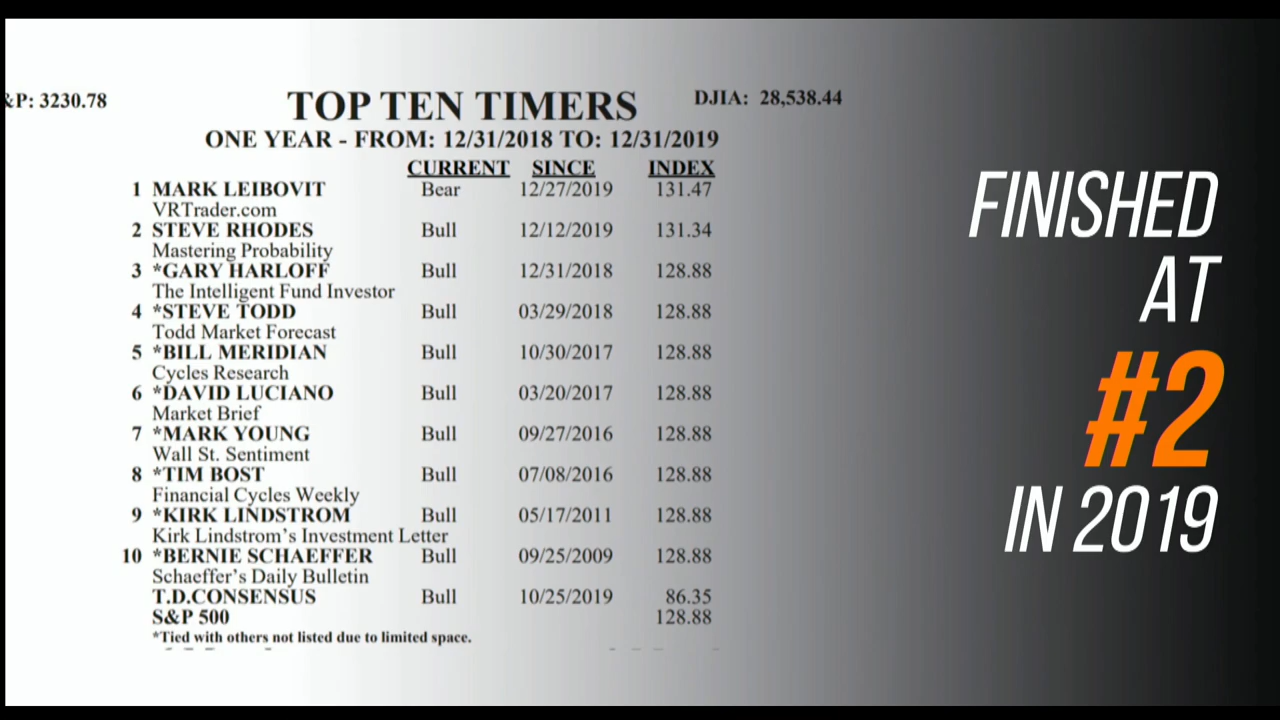 &P: 3230.78
TOP TEN TIMERS
DJIA: 28,538.44
ONE YEAR - FROM: 12/31/2018 TO: 12/31/2019
CURRENT SINCE INDEX
1 MARK LEIBOVIT Bear 12/27/2019 131.47
VRTrader.com
2 STEVE RHODES Bull 12/12/2019 131.34
Mastering Probability
3 *GARY HARLOFF Bull 12/31/2018 128.88
The Intelligent Fund Investor
4 *STEVE TODD Bull 03/29/2018 128.88
Todd Market Forecast
5 *BILL MERIDIAN Bull 10/30/2017 128.88
Cycles Research
6 *DAVID LUCIANO Bull 03/20/2017 128.88
Market Brief
7 *MARK YOUNG Bull 09/27/2016 128.88
Wall St. Sentiment
8 *TIM BOST Bull 07/08/2016 128.88
Financial Cycles Weekly
9 *KIRK LINDSTROM Bull 05/17/2011 128.88
Kirk Lindstrom's Investment Letter
10 *BERNIE SCHAEFFER Bull 09/25/2009 128.88
Schaeffer's Daily Bulletin
T.D.CONSENSUS Bull 10/25/2019 86.35
S&P 500 128.88
*Tied with others not listed due to limited space.
FINISHED
AT
#2
IN 2019